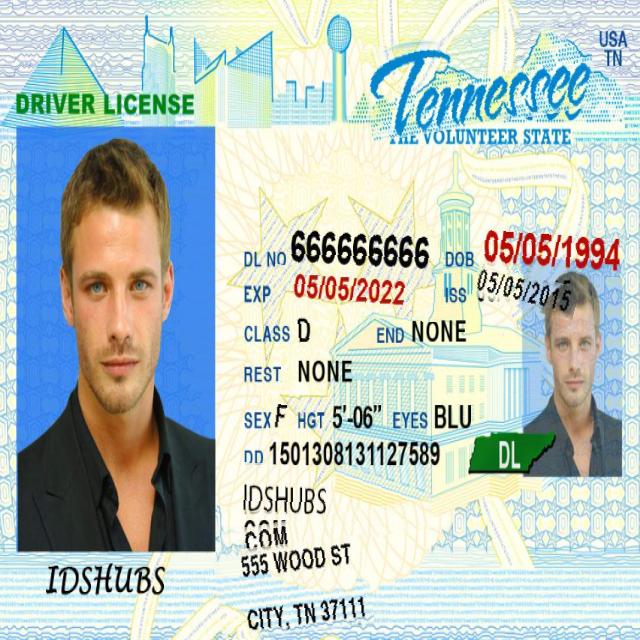 USA
TN
Tennessee
THE VOLUNTEER STATE
DRIVER LICENSE
DL NO 666666666 DOB 05/05/1994
EXP 05/05/2022 ISS 05/05/2015
CLASS D END NONE
REST NONE
SEX F HGT 5'-06" EYES BLU
DD 1501308131127589
DL
IDSHUBS
COM
555 WOOD ST
CITY, TN 37111
IDSHUBS